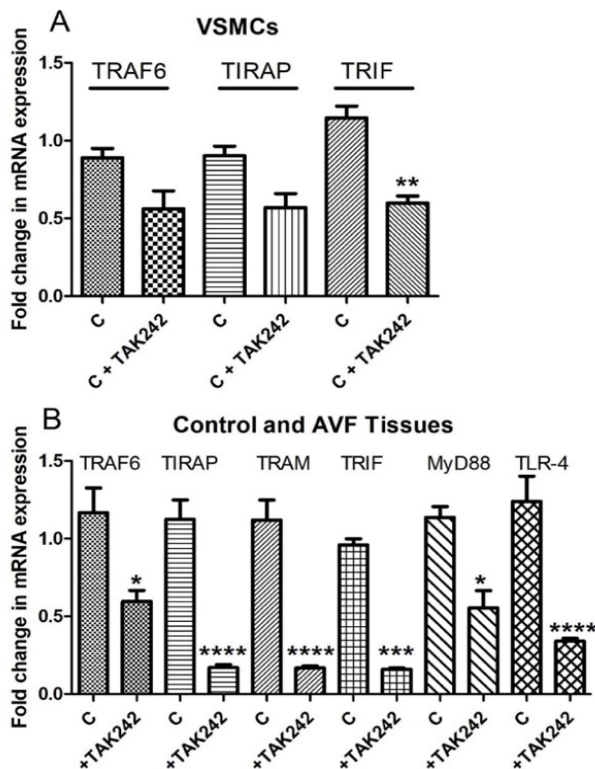 A
VSMCs
TRAF6 TIRAP TRIF
Fold change in mRNA expression
1.5
1.0
0.5
0.0
**
C C + TAK242 C C + TAK242 C C + TAK242
B
Control and AVF Tissues
TRAF6 TIRAP TRAM TRIF MyD88 TLR-4
Fold change in mRNA expression
1.5
1.0
0.5
0.0
* **** **** *** * ****
C +TAK242 C +TAK242 C +TAK242 C +TAK242 C +TAK242 C +TAK242